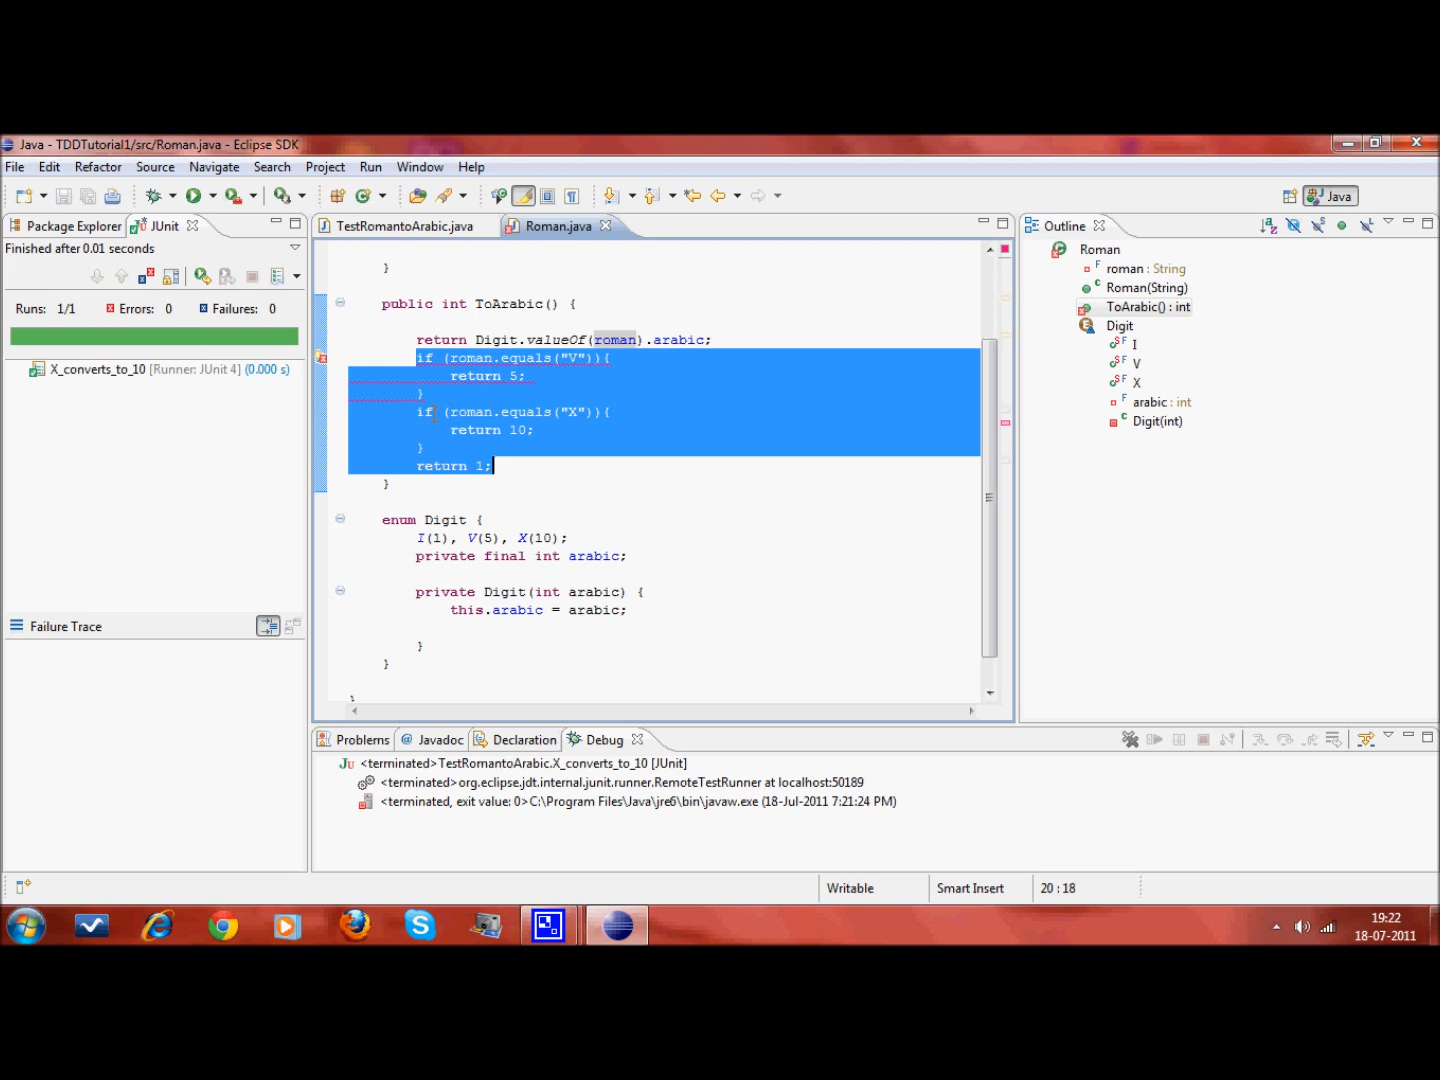 Java - TDDTutorial1/src/Roman.java - Eclipse SDK
File Edit Refactor Source Navigate Search Project Run Window Help
Java
Package Explorer JUnit
TestRomantoArabic.java Roman.java
Outline
Finished after 0.01 seconds
Runs: 1/1 Errors: 0 Failures: 0
X_converts_to_10 [Runner: JUnit 4] (0.000 s)
Failure Trace
}
public int ToArabic() {
return Digit.valueOf(roman).arabic;
if (roman.equals("V")){
return 5;
}
if (roman.equals("X")){
return 10;
}
return 1;
}
enum Digit {
I(1), V(5), X(10);
private final int arabic;
private Digit(int arabic) {
this.arabic = arabic;
}
}
Roman
roman : String
Roman(String)
ToArabic() : int
Digit
I
V
X
arabic : int
Digit(int)
Problems Javadoc Declaration Debug
<terminated>TestRomantoArabic.X_converts_to_10 [JUnit]
<terminated>org.eclipse.jdt.internal.junit.runner.RemoteTestRunner at localhost:50189
<terminated, exit value: 0>C:\Program Files\Java\jre6\bin\javaw.exe (18-Jul-2011 7:21:24 PM)
Writable Smart Insert 20 : 18
19:22
18-07-2011